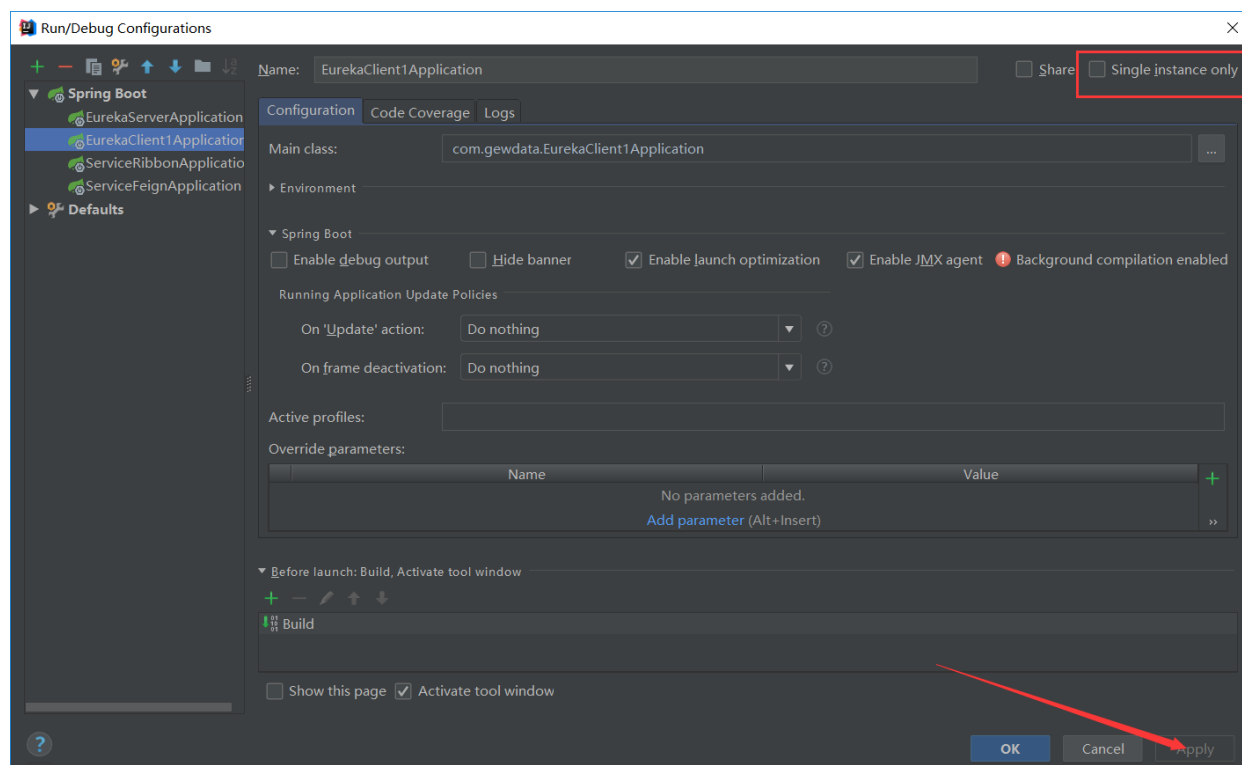 Run/Debug Configurations
Name: EurekaClient1Application Share Single instance only
Spring Boot
EurekaServerApplication
EurekaClient1Application
ServiceRibbonApplicatio
ServiceFeignApplication
Defaults
Configuration Code Coverage Logs
Main class: com.gewdata.EurekaClient1Application ...
Environment
Spring Boot
Enable debug output Hide banner Enable launch optimization Enable JMX agent Background compilation enabled
Running Application Update Policies
On 'Update' action: Do nothing ?
On frame deactivation: Do nothing ?
Active profiles:
Override parameters:
Name Value
No parameters added.
Add parameter (Alt+Insert)
Before launch: Build, Activate tool window
Build
Show this page Activate tool window
? OK Cancel Apply